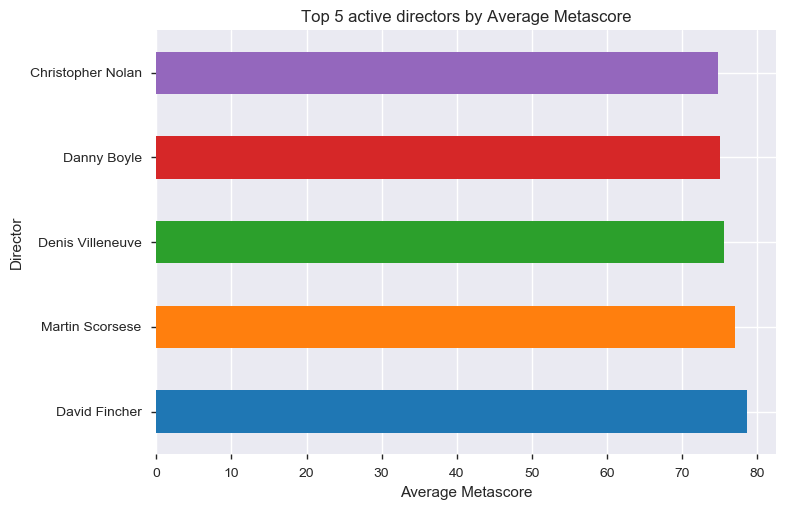 Top 5 active directors by Average Metascore
Christopher Nolan
Danny Boyle
Denis Villeneuve
Martin Scorsese
David Fincher
Director
0 10 20 30 40 50 60 70 80
Average Metascore